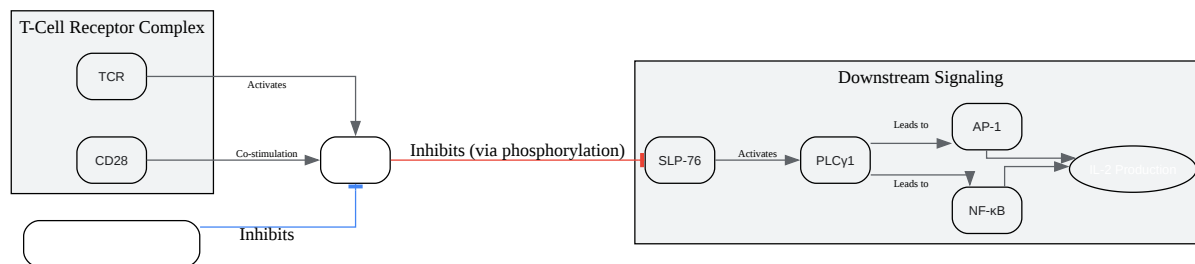 T-Cell Receptor Complex
TCR
Activates
CD28
Co-stimulation
Inhibits
Inhibits (via phosphorylation)
Downstream Signaling
SLP-76
Activates
PLCγ1
Leads to
Leads to
AP-1
NF-κB
IL-2 Production